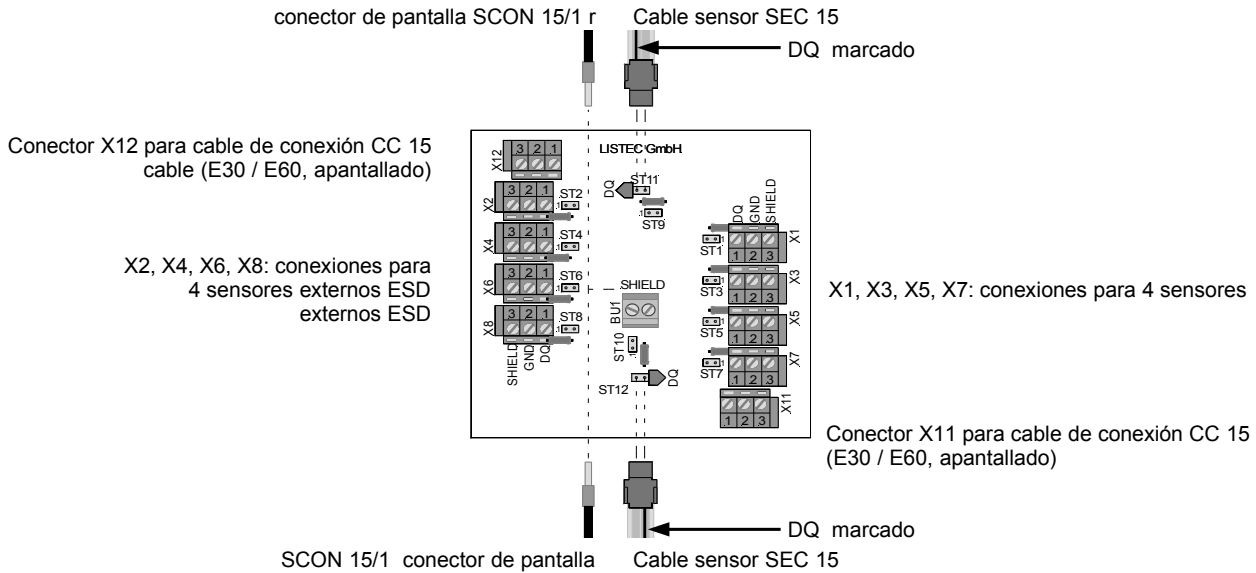 conector de pantalla SCON 15/1 r
Cable sensor SEC 15
DQ marcado
Conector X12 para cable de conexión CC 15
cable (E30 / E60, apantallado)
X12
3 2 1
LISTEC GmbH
DQ
ST11
ST9
X2
3 2 1
ST2
.1
X4
3 2 1
ST4
.1
X6
3 2 1
ST6
.1
X8
3 2 1
ST8
.1
SHIELD
GND
DQ
X2, X4, X6, X8: conexiones para
4 sensores externos ESD
externos ESD
SHIELD
BU1
ST10
ST12
DQ
DQ
GND
SHIELD
ST1
1 2 3
X1
ST3
1 2 3
X3
ST5
1 2 3
X5
ST7
1 2 3
X7
1 2 3
X11
X1, X3, X5, X7: conexiones para 4 sensores
Conector X11 para cable de conexión CC 15
(E30 / E60, apantallado)
DQ marcado
SCON 15/1 conector de pantalla
Cable sensor SEC 15